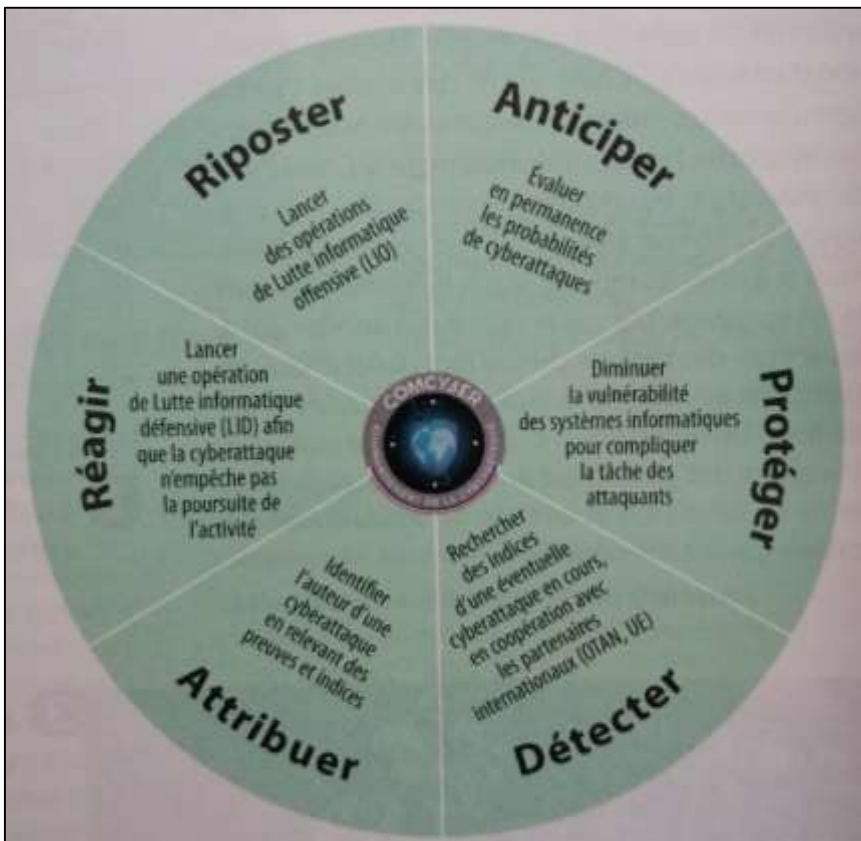 Anticiper
Évaluer
en permanence
les probabilités
de cyberattaques
Protéger
Diminuer
la vulnérabilité
des systèmes informatiques
pour compliquer
la tâche des
attaquants
Détecter
Rechercher
des indices
d'une éventuelle
cyberattaque en cours,
en coopération avec
les partenaires
internationaux (OTAN, UE)
Attribuer
Identifier
l'auteur d'une
cyberattaque
en relevant des
preuves et indices
Réagir
Lancer
une opération
de Lutte informatique
défensive (LID) afin
que la cyberattaque
n'empêche pas
la poursuite de
l'activité
Riposter
Lancer
des opérations
de Lutte informatique
offensive (LIO)
COMCYBER